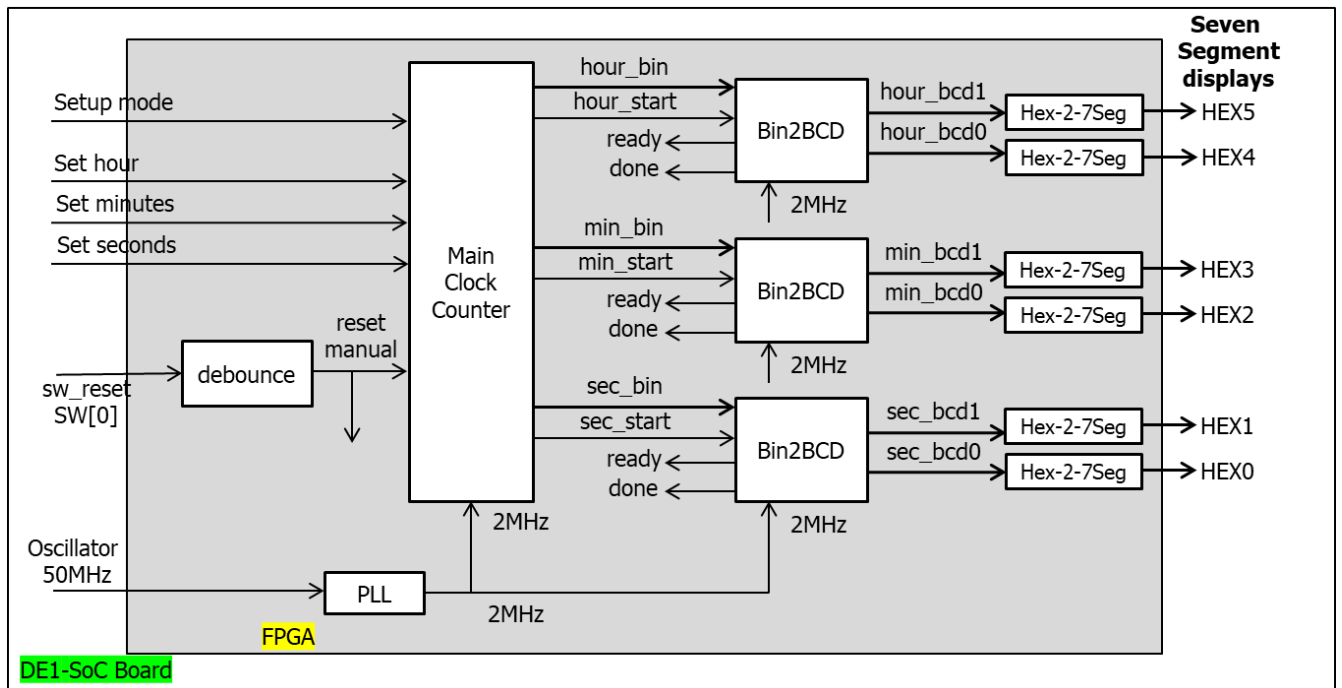 Seven
Segment
displays
Setup mode
Set hour
Set minutes
Set seconds
sw_reset
SW[0]
debounce
reset
manual
Oscillator
50MHz
PLL
2MHz
2MHz
Main
Clock
Counter
hour_bin
hour_start
ready
done
Bin2BCD
2MHz
hour_bcd1
hour_bcd0
Hex-2-7Seg
HEX5
Hex-2-7Seg
HEX4
min_bin
min_start
ready
done
Bin2BCD
2MHz
min_bcd1
min_bcd0
Hex-2-7Seg
HEX3
Hex-2-7Seg
HEX2
sec_bin
sec_start
ready
done
Bin2BCD
2MHz
sec_bcd1
sec_bcd0
Hex-2-7Seg
HEX1
Hex-2-7Seg
HEX0
FPGA
DE1-SoC Board